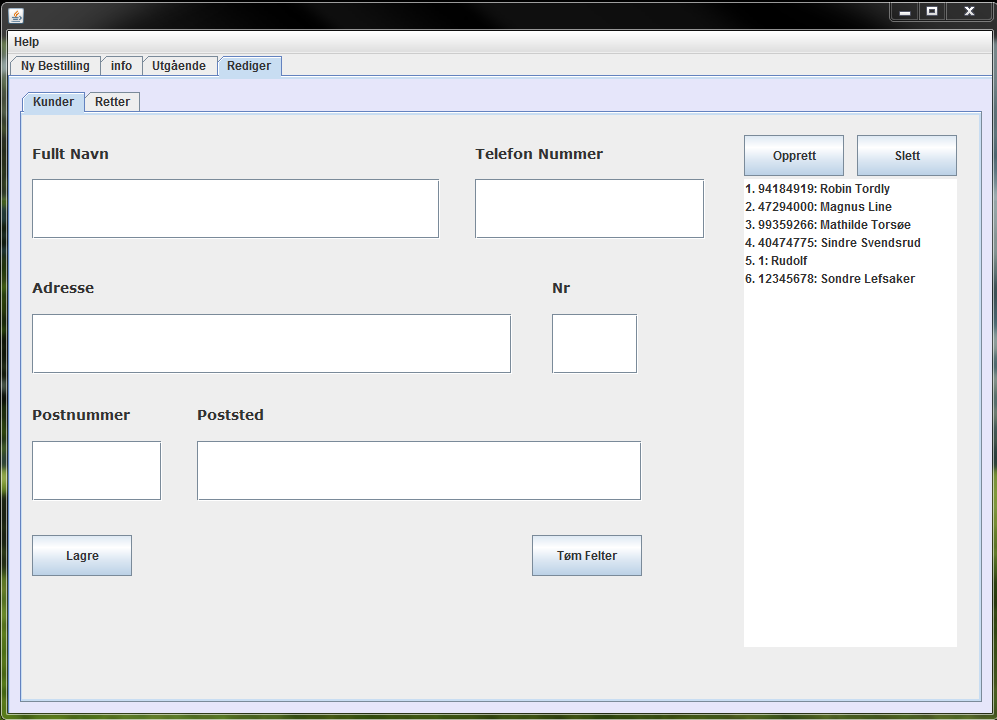 Help
Ny Bestilling info Utgående Rediger
Kunder Retter
Fullt Navn Telefon Nummer
Adresse Nr
Postnummer Poststed
Lagre Tøm Felter
Opprett Slett
1. 94184919: Robin Tordly
2. 47294000: Magnus Line
3. 99359266: Mathilde Torsøe
4. 40474775: Sindre Svendsrud
5. 1: Rudolf
6. 12345678: Sondre Lefsaker